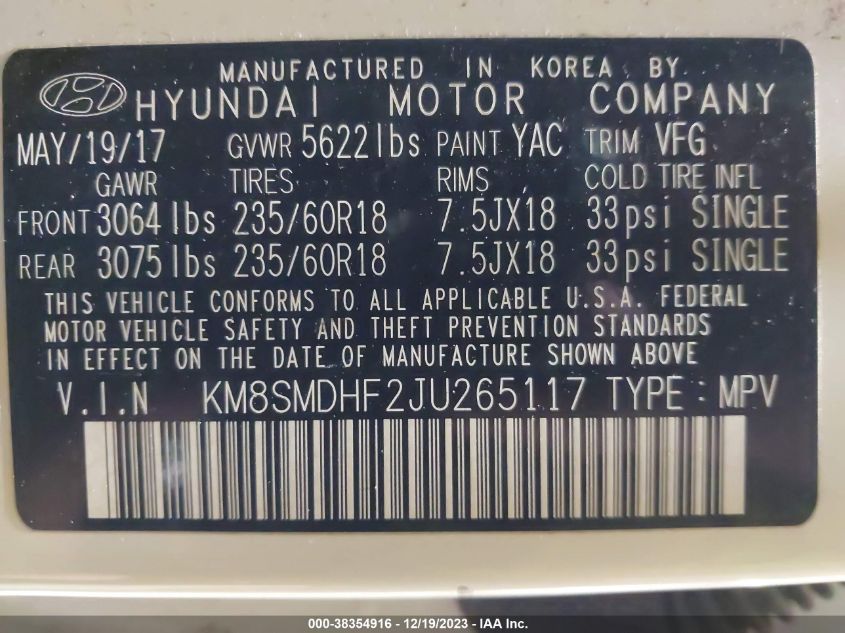 MANUFACTURED IN KOREA BY
HYUNDAI MOTOR COMPANY
MAY/19/17 GVWR 5622lbs PAINT YAC TRIM VFG
GAWR TIRES RIMS COLD TIRE INFL
FRONT 3064lbs 235/60R18 7.5JX18 33psi SINGLE
REAR 3075lbs 235/60R18 7.5JX18 33psi SINGLE
THIS VEHICLE CONFORMS TO ALL APPLICABLE U.S.A. FEDERAL
MOTOR VEHICLE SAFETY AND THEFT PREVENTION STANDARDS
IN EFFECT ON THE DATE OF MANUFACTURE SHOWN ABOVE
V.I.N KM8SMDHF2JU265117 TYPE: MPV
000-38354916 - 12/19/2023 - IAA Inc.